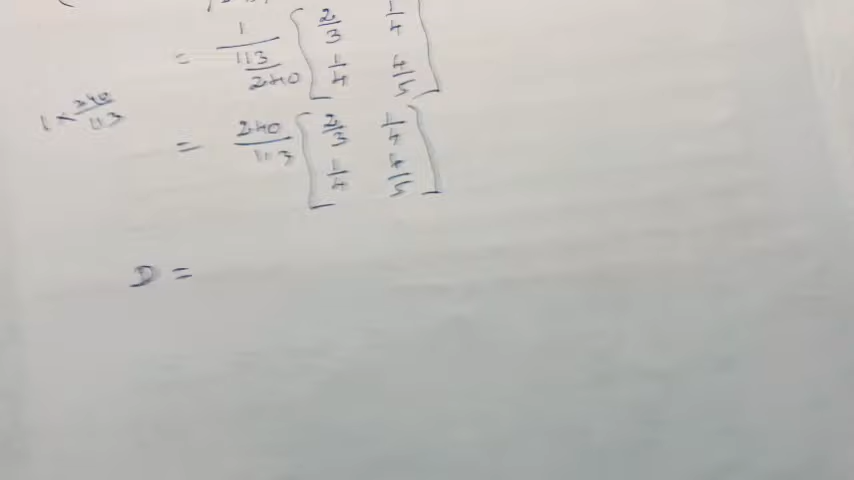 = 1/(113/240) [ 2/3 1/4
1/4 4/5 ]
1 × 240/113
= 240/113 [ 2/3 1/4
1/4 4/5 ]
D =